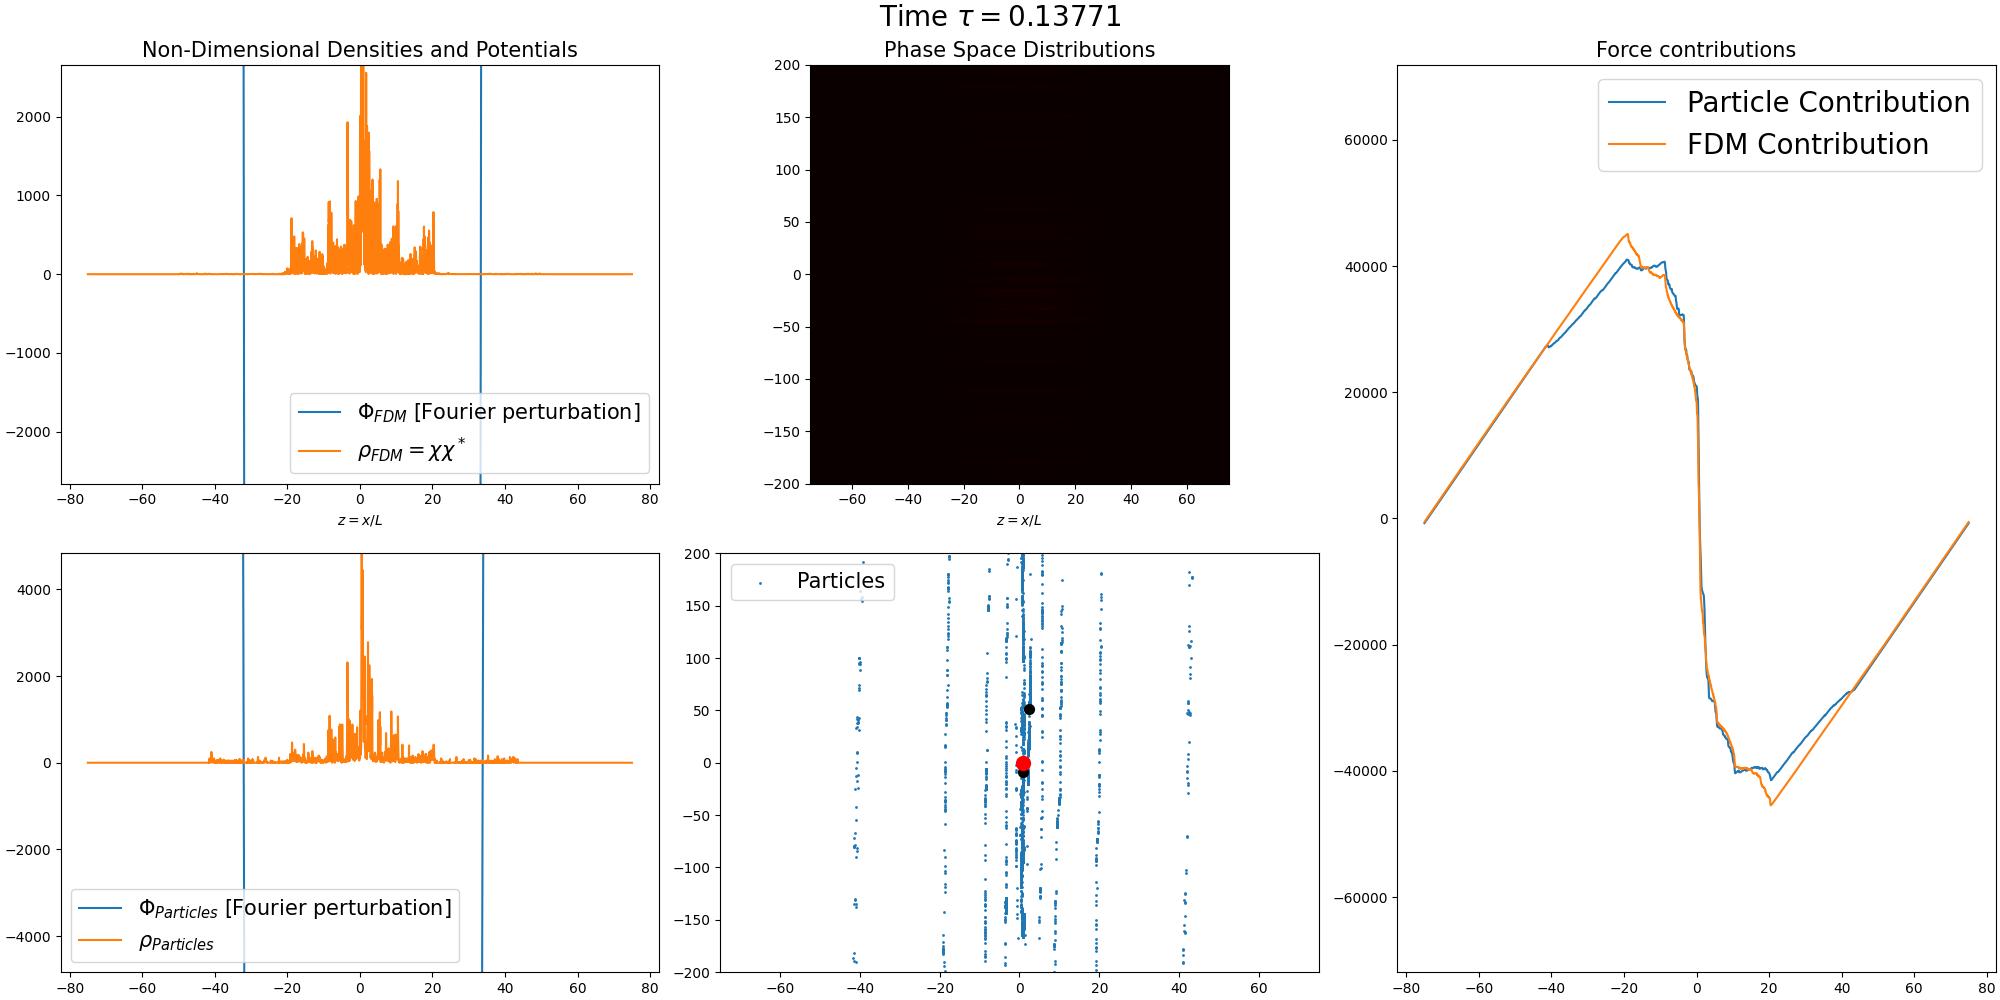 Time τ = 0.13771
Non-Dimensional Densities and Potentials
2000
1000
0
−1000
−2000
Φ_FDM [Fourier perturbation]
ρ_FDM = χχ*
−80 −60 −40 −20 0 20 40 60 80
z = x/L
Phase Space Distributions
200
150
100
50
0
−50
−100
−150
−200
−60 −40 −20 0 20 40 60
z = x/L
Force contributions
Particle Contribution
FDM Contribution
60000
40000
20000
0
−20000
−40000
−60000
−80 −60 −40 −20 0 20 40 60 80
4000
2000
0
−2000
−4000
Φ_Particles [Fourier perturbation]
ρ_Particles
−80 −60 −40 −20 0 20 40 60 80
Particles
200
150
100
50
0
−50
−100
−150
−200
−60 −40 −20 0 20 40 60